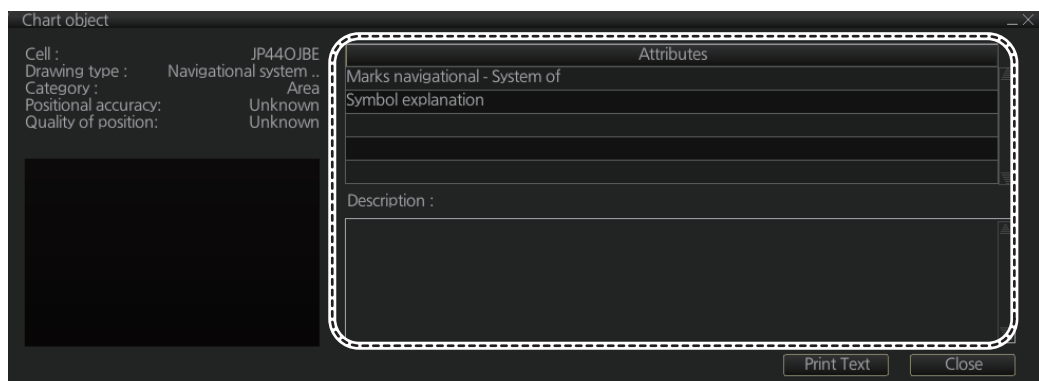 Chart object
Cell : JP44OJBE
Drawing type : Navigational system ..
Category : Area
Positional accuracy: Unknown
Quality of position: Unknown
Attributes
Marks navigational - System of
Symbol explanation
Description :
Print Text
Close